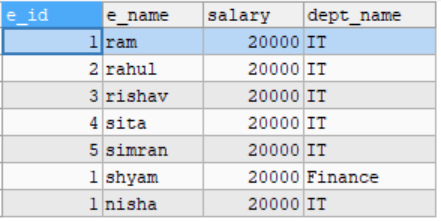 e_id e_name salary dept_name
1 ram 20000 IT
2 rahul 20000 IT
3 rishav 20000 IT
4 sita 20000 IT
5 simran 20000 IT
1 shyam 20000 Finance
1 nisha 20000 IT